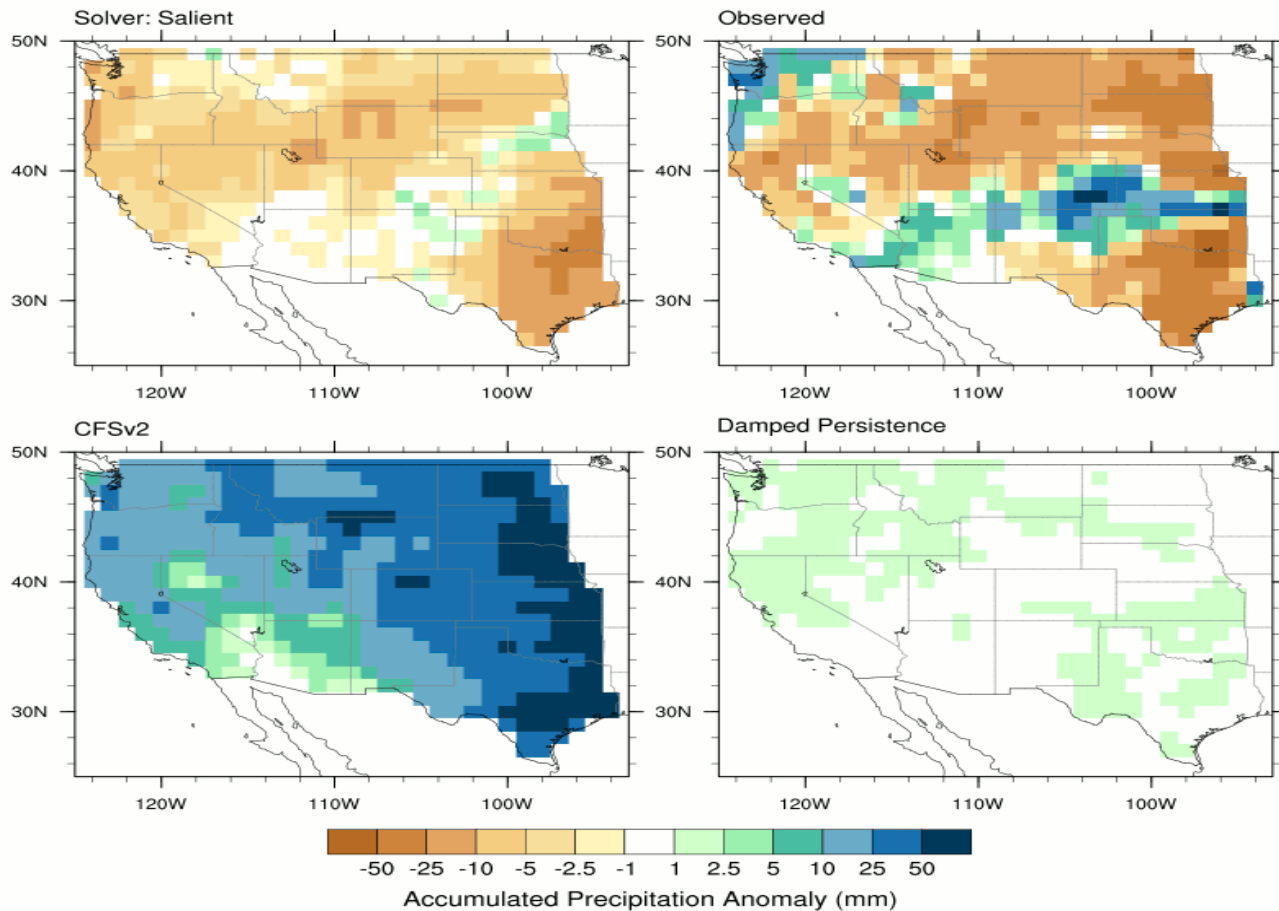 Solver: Salient
Observed
50N
40N
30N
120W 110W 100W
50N
40N
30N
120W 110W 100W
CFSv2
Damped Persistence
50N
40N
30N
120W 110W 100W
50N
40N
30N
120W 110W 100W
-50 -25 -10 -5 -2.5 -1 1 2.5 5 10 25 50
Accumulated Precipitation Anomaly (mm)